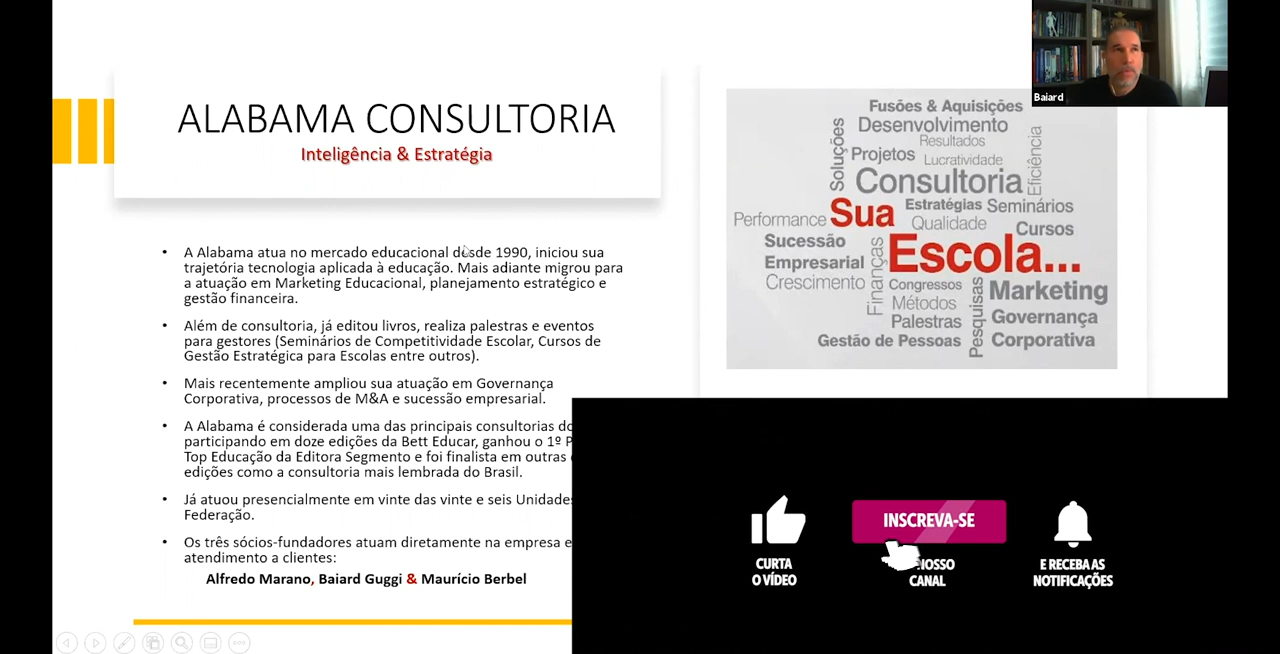 ALABAMA CONSULTORIA
Inteligência & Estratégia
• A Alabama atua no mercado educacional desde 1990, iniciou sua
trajetória tecnologia aplicada à educação. Mais adiante migrou para
a atuação em Marketing Educacional, planejamento estratégico e
gestão financeira.
• Além de consultoria, já editou livros, realiza palestras e eventos
para gestores (Seminários de Competitividade Escolar, Cursos de
Gestão Estratégica para Escolas entre outros).
• Mais recentemente ampliou sua atuação em Governança
Corporativa, processos de M&A e sucessão empresarial.
• A Alabama é considerada uma das principais consultorias
participando em doze edições da Bett Educar, ganhou o 1º
Top Educação da Editora Segmento e foi finalista em outras
edições como a consultoria mais lembrada do Brasil.
• Já atuou presencialmente em vinte das vinte e seis Unidades
Federação.
• Os três sócios-fundadores atuam diretamente na empresa e
atendimento a clientes:
Alfredo Marano, Baiard Guggi & Maurício Berbel
Baiard
Fusões & Aquisições
Soluções
Desenvolvimento
Resultados
Eficiência
Projetos
Lucratividade
Consultoria
Sua
Estratégias
Seminários
Performance
Qualidade
Cursos
Sucessão
Empresarial
Escola...
Crescimento
Finanças
Congressos
Pesquisas
Marketing
Métodos
Palestras
Governança
Corporativa
Gestão de Pessoas
CURTA
O VÍDEO
INSCREVA-SE
NOSSO
CANAL
E RECEBA AS
NOTIFICAÇÕES